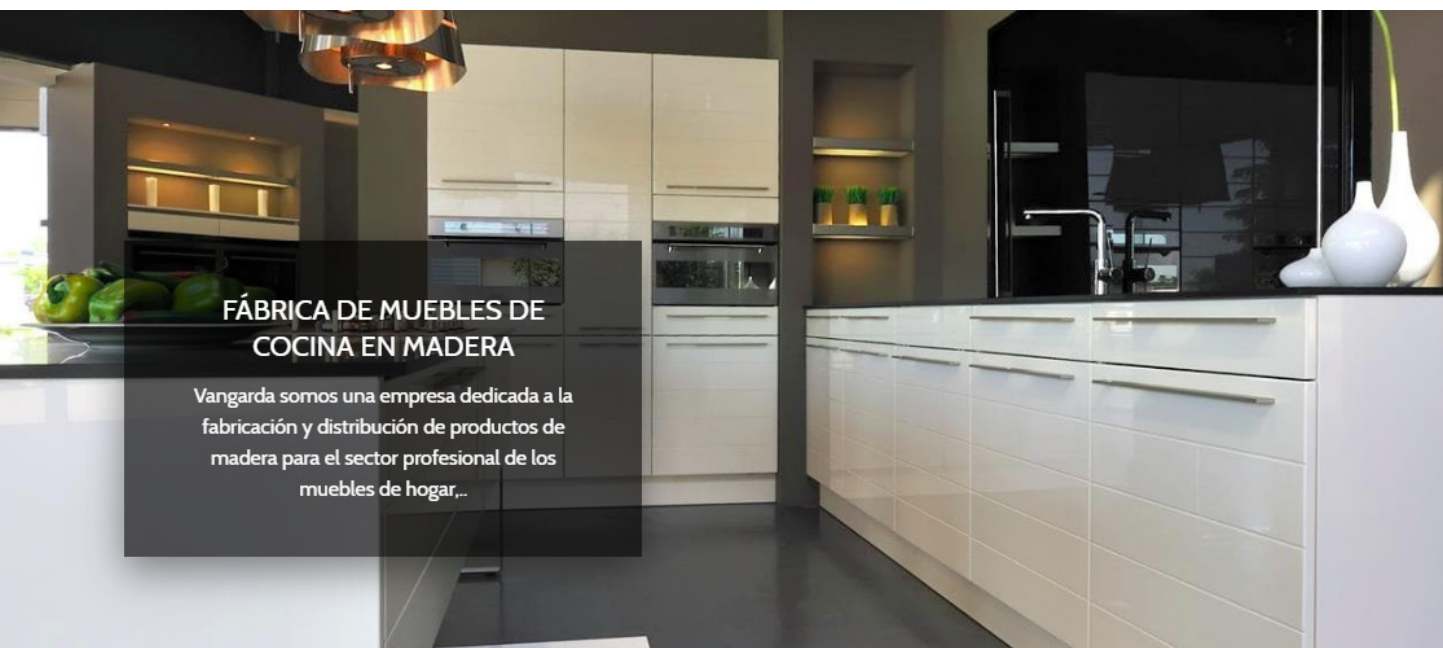 FÁBRICA DE MUEBLES DE
COCINA EN MADERA
Vangarda somos una empresa dedicada a la
fabricación y distribución de productos de
madera para el sector profesional de los
muebles de hogar,..